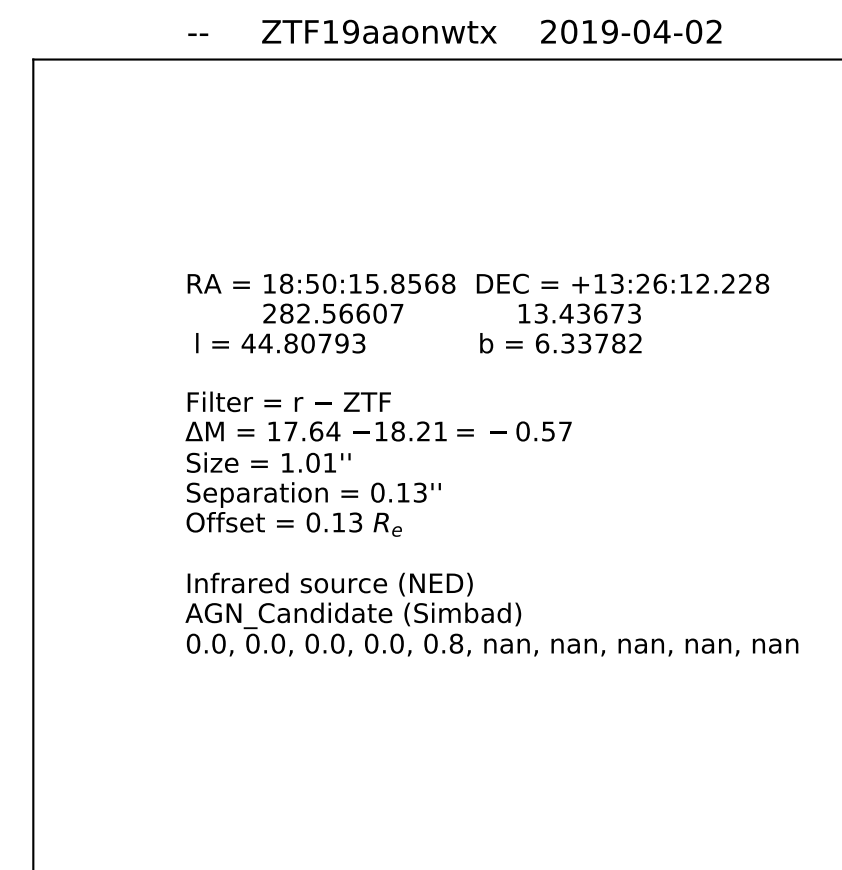 -- ZTF19aaonwtx 2019-04-02
RA = 18:50:15.8568 DEC = +13:26:12.228
282.56607 13.43673
l = 44.80793 b = 6.33782
Filter = r − ZTF
ΔM = 17.64 −18.21 = − 0.57
Size = 1.01''
Separation = 0.13''
Offset = 0.13 Re
Infrared source (NED)
AGN_Candidate (Simbad)
0.0, 0.0, 0.0, 0.0, 0.8, nan, nan, nan, nan, nan